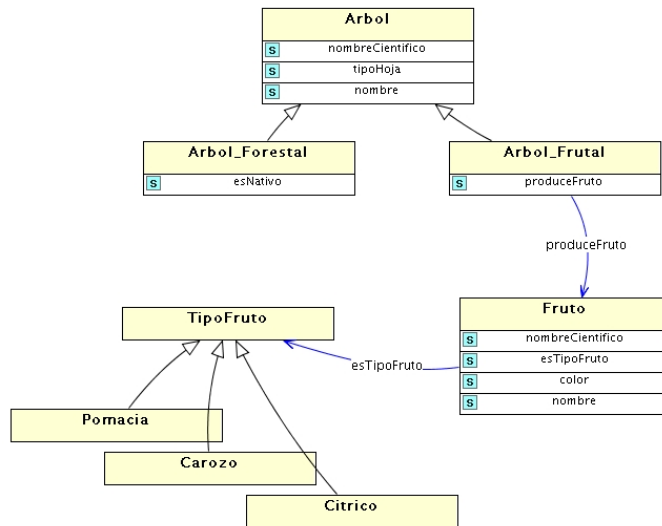 Arbol
S nombreCientifico
S tipoHoja
S nombre
Arbol_Forestal
S esNativo
Arbol_Frutal
S produceFruto
produceFruto
Fruto
S nombreCientifico
S esTipoFruto
S color
S nombre
TipoFruto
esTipoFruto
Pomacia
Carozo
Citrico